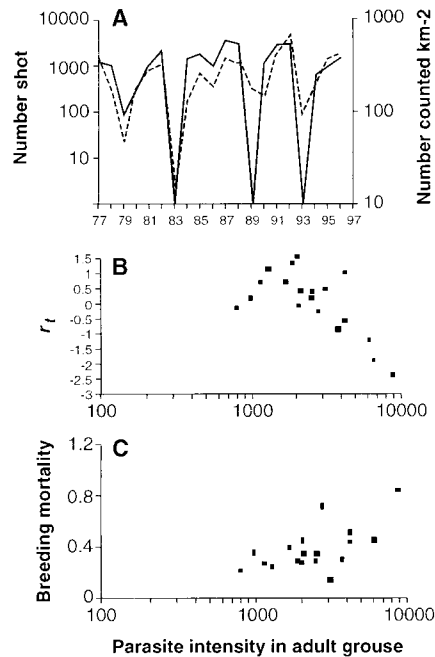 A
10000
1000
100
10
Number shot
1000
100
10
Number counted km-2
77 79 81 83 85 87 89 91 93 95 97
B
1.5
1
0.5
0
-0.5
-1
-1.5
-2
-2.5
-3
r t
100 1000 10000
C
1.2
0.8
0.4
0
Breeding mortality
100 1000 10000
Parasite intensity in adult grouse